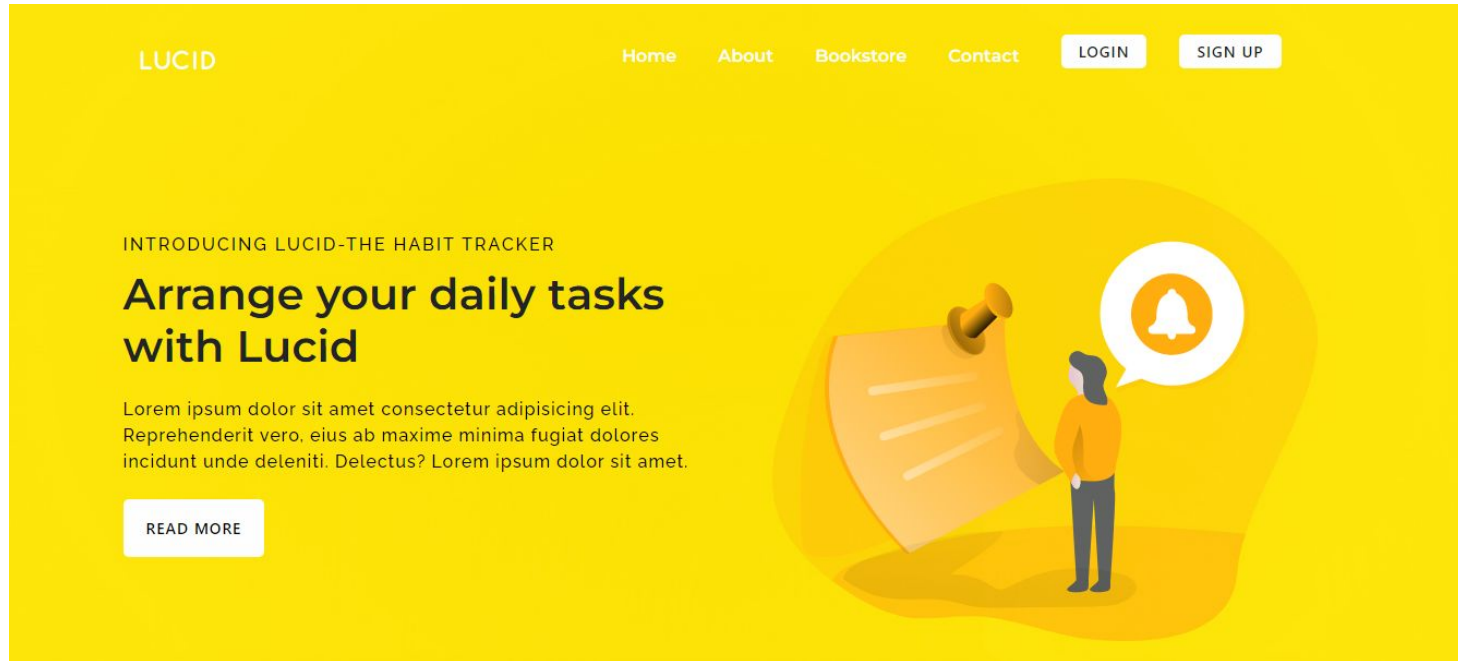 LUCID
Home About Bookstore Contact LOGIN SIGN UP
INTRODUCING LUCID-THE HABIT TRACKER
Arrange your daily tasks
with Lucid
Lorem ipsum dolor sit amet consectetur adipisicing elit.
Reprehenderit vero, eius ab maxime minima fugiat dolores
incidunt unde deleniti. Delectus? Lorem ipsum dolor sit amet.
READ MORE